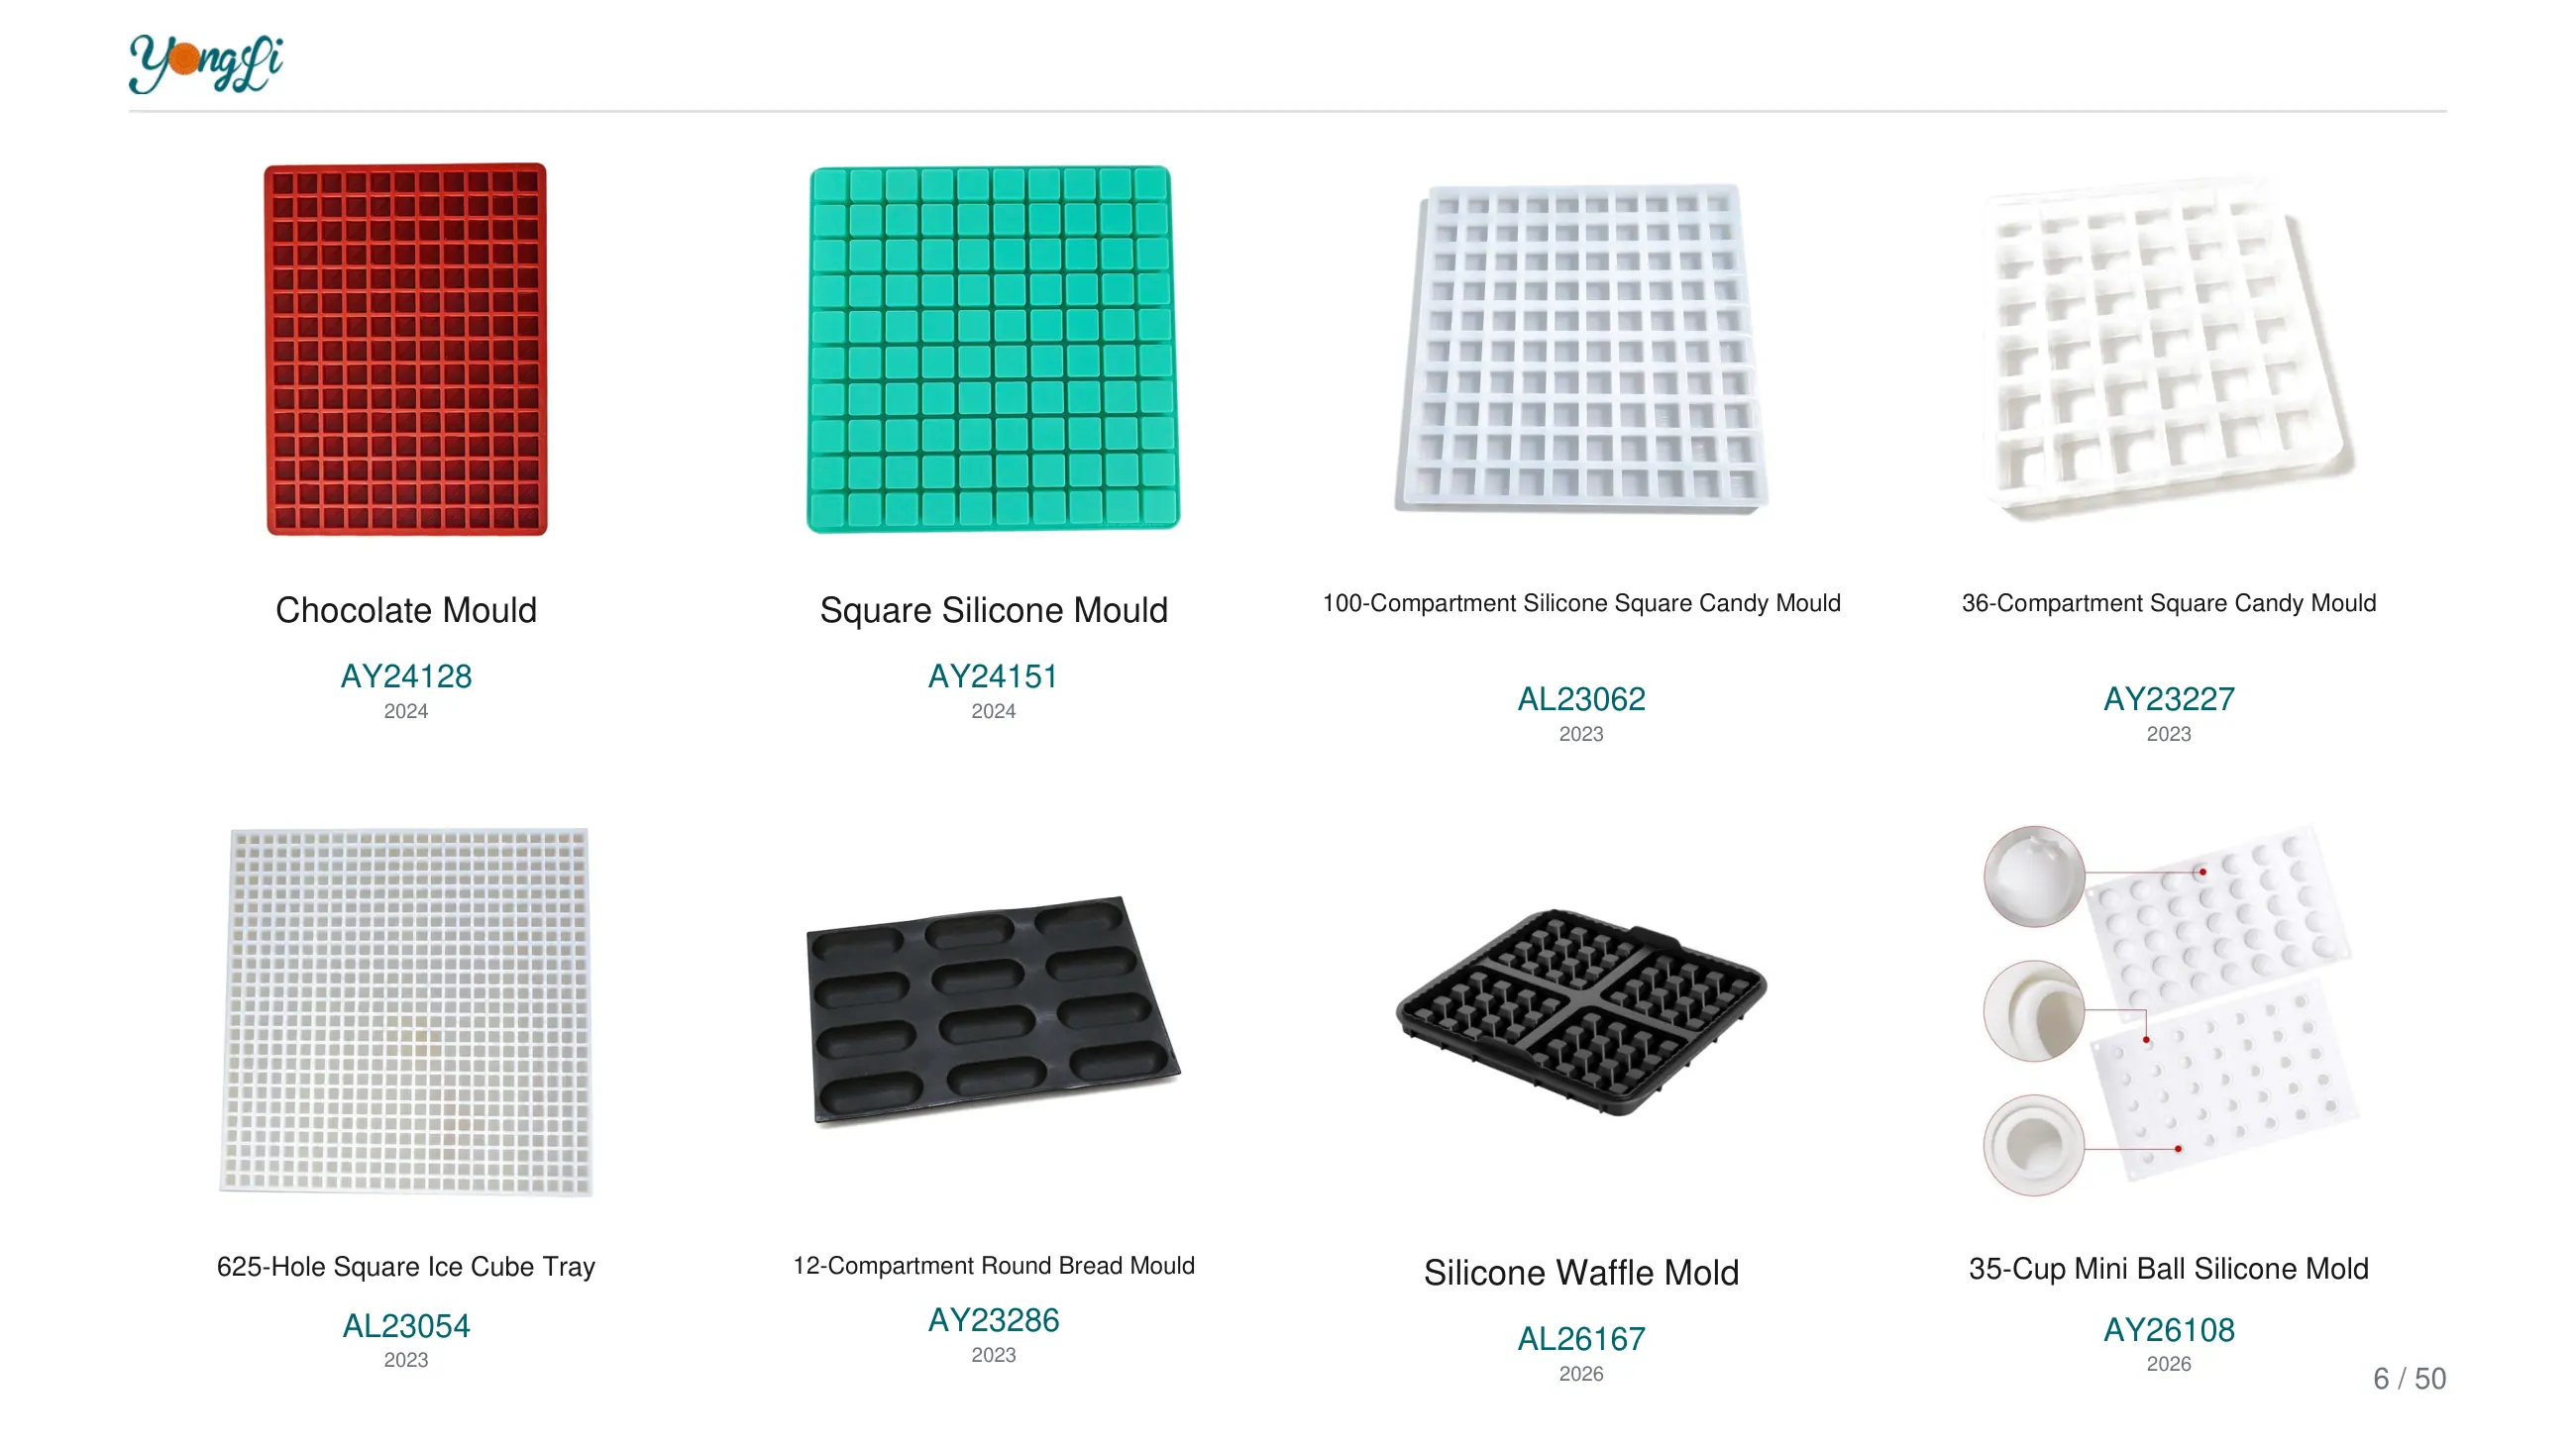 YongLi
Chocolate Mould
AY24128
2024
Square Silicone Mould
AY24151
2024
100-Compartment Silicone Square Candy Mould
AL23062
2023
36-Compartment Square Candy Mould
AY23227
2023
625-Hole Square Ice Cube Tray
AL23054
2023
12-Compartment Round Bread Mould
AY23286
2023
Silicone Waffle Mold
AL26167
2026
35-Cup Mini Ball Silicone Mold
AY26108
2026
6 / 50